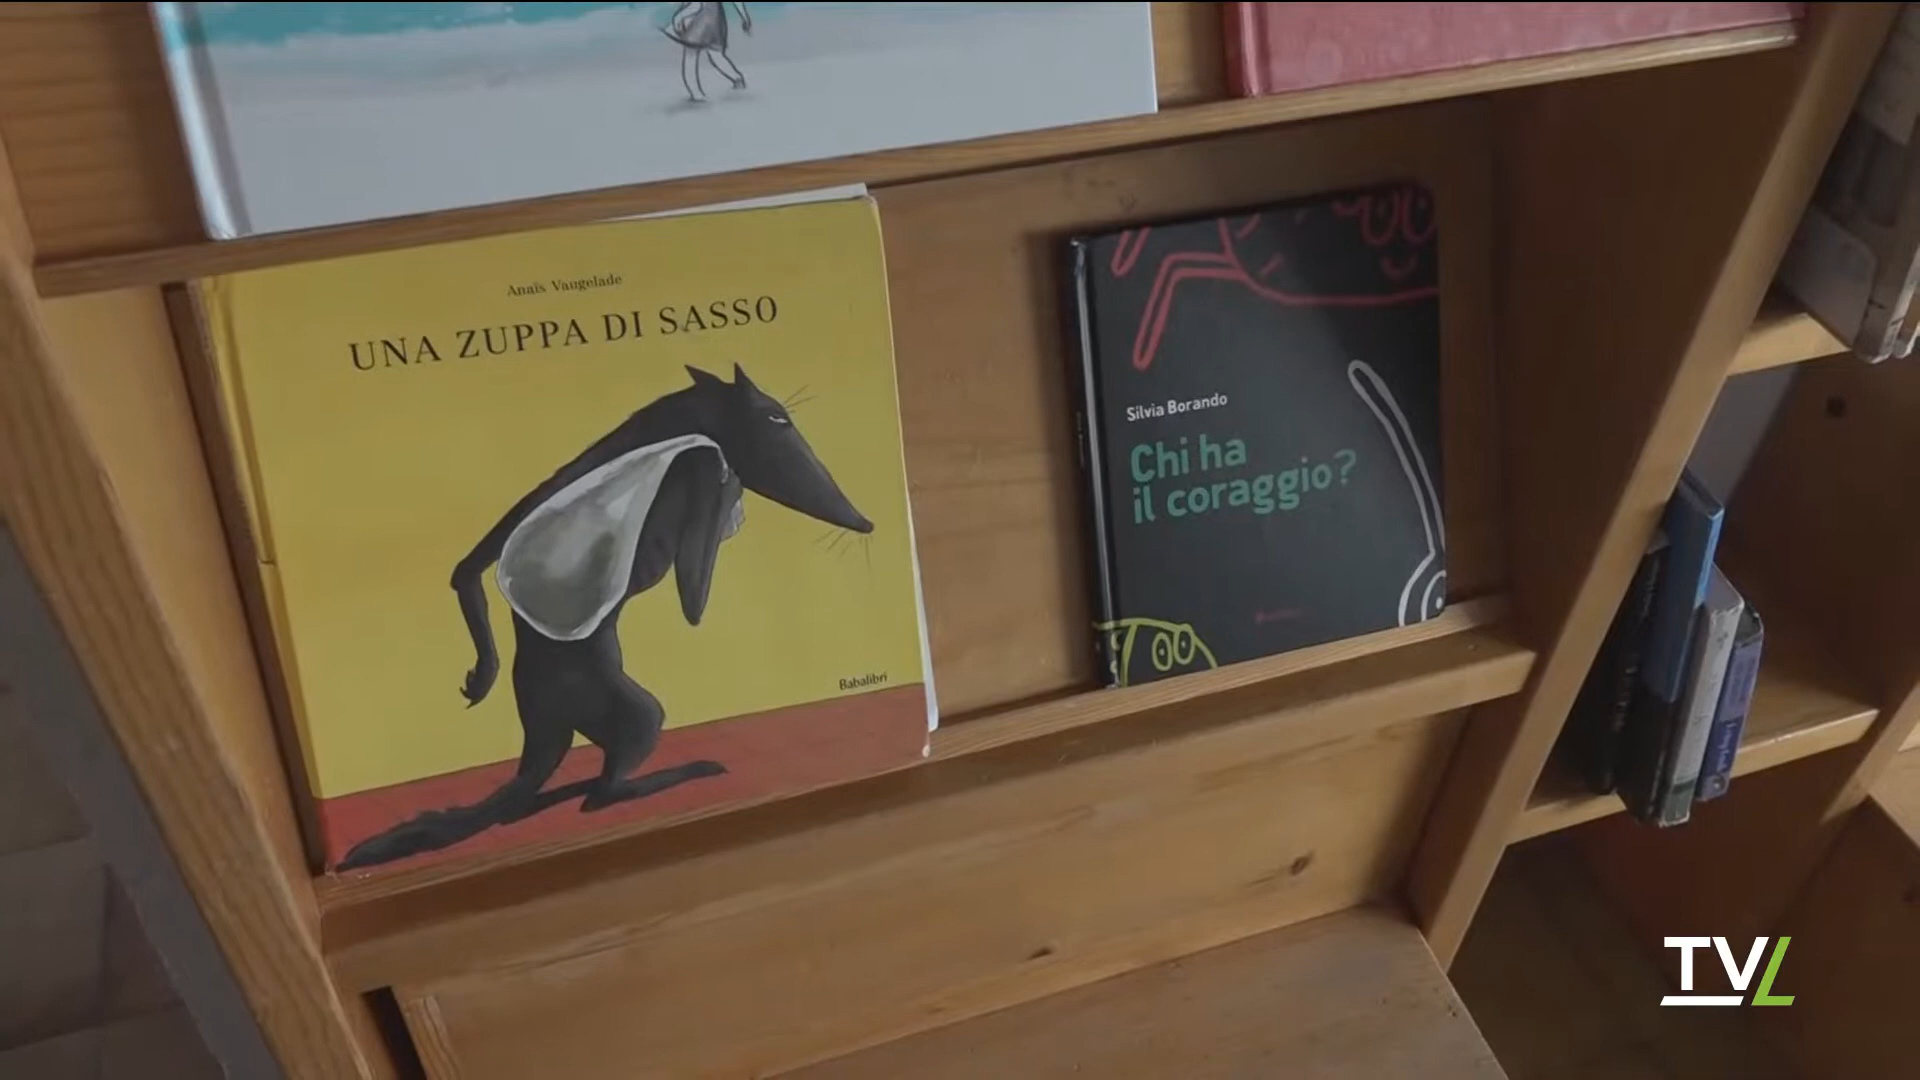 Anaïs Vaugelade
UNA ZUPPA DI SASSO
Babalibri
Silvia Borando
Chi ha
il coraggio?
TVL